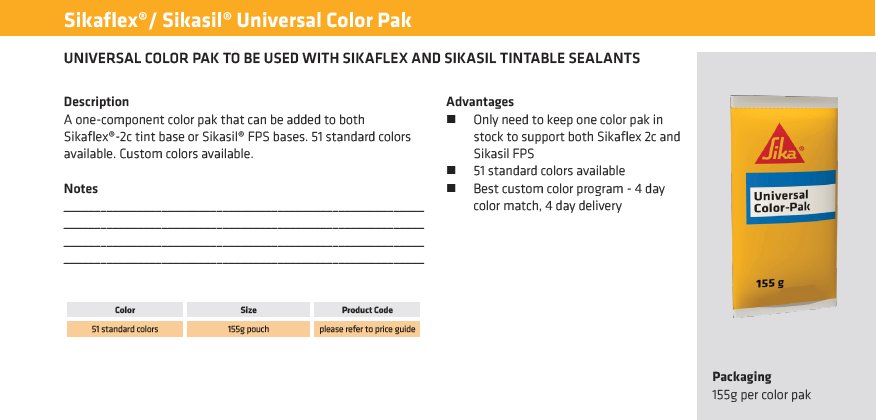 Sikaflex®/ Sikasil® Universal Color Pak
UNIVERSAL COLOR PAK TO BE USED WITH SIKAFLEX AND SIKASIL TINTABLE SEALANTS
Description
A one-component color pak that can be added to both
Sikaflex®-2c tint base or Sikasil® FPS bases. 51 standard colors
available. Custom colors available.
Notes
Color Size Product Code
51 standard colors 155g pouch please refer to price guide
Advantages
■ Only need to keep one color pak in
stock to support both Sikaflex 2c and
Sikasil FPS
■ 51 standard colors available
■ Best custom color program - 4 day
color match, 4 day delivery
Sika®
Universal
Color-Pak
155 g
Packaging
155g per color pak